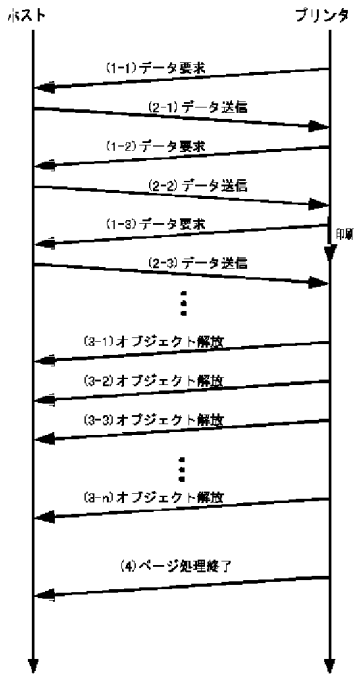 ホスト
プリンタ
(1-1)データ要求
(2-1)データ送信
(1-2)データ要求
(2-2)データ送信
(1-3)データ要求
印刷
(2-3)データ送信
(3-1)オブジェクト解放
(3-2)オブジェクト解放
(3-3)オブジェクト解放
(3-n)オブジェクト解放
(4)ページ処理終了